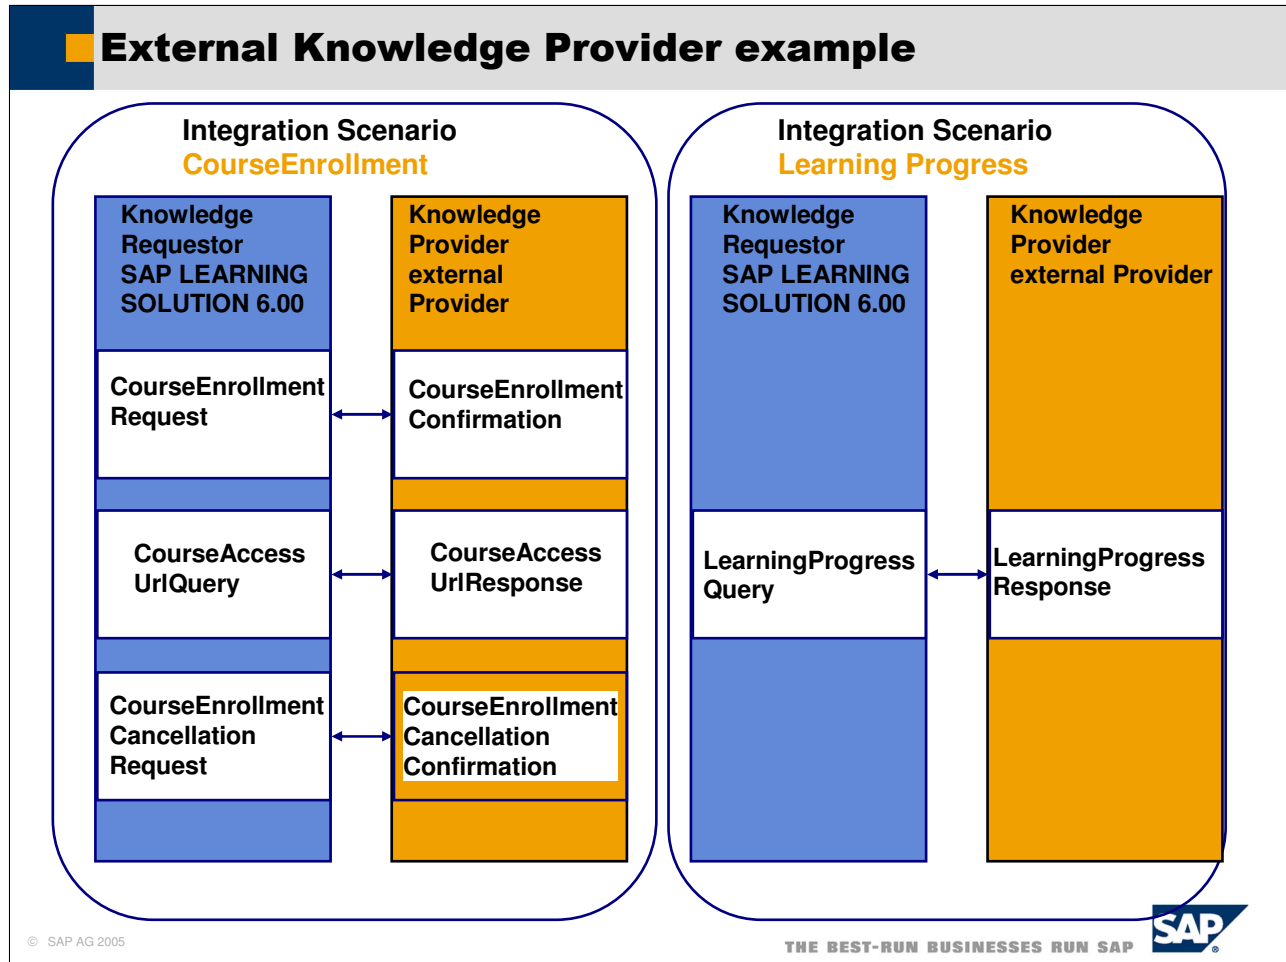 External Knowledge Provider example
Integration Scenario
CourseEnrollment
Knowledge
Requestor
SAP LEARNING
SOLUTION 6.00
Knowledge
Provider
external
Provider
CourseEnrollment
Request
CourseEnrollment
Confirmation
CourseAccess
UrlQuery
CourseAccess
UrlResponse
CourseEnrollment
Cancellation
Request
CourseEnrollment
Cancellation
Confirmation
Integration Scenario
Learning Progress
Knowledge
Requestor
SAP LEARNING
SOLUTION 6.00
Knowledge
Provider
external Provider
LearningProgress
Query
LearningProgress
Response
© SAP AG 2005
THE BEST-RUN BUSINESSES RUN SAP
SAP